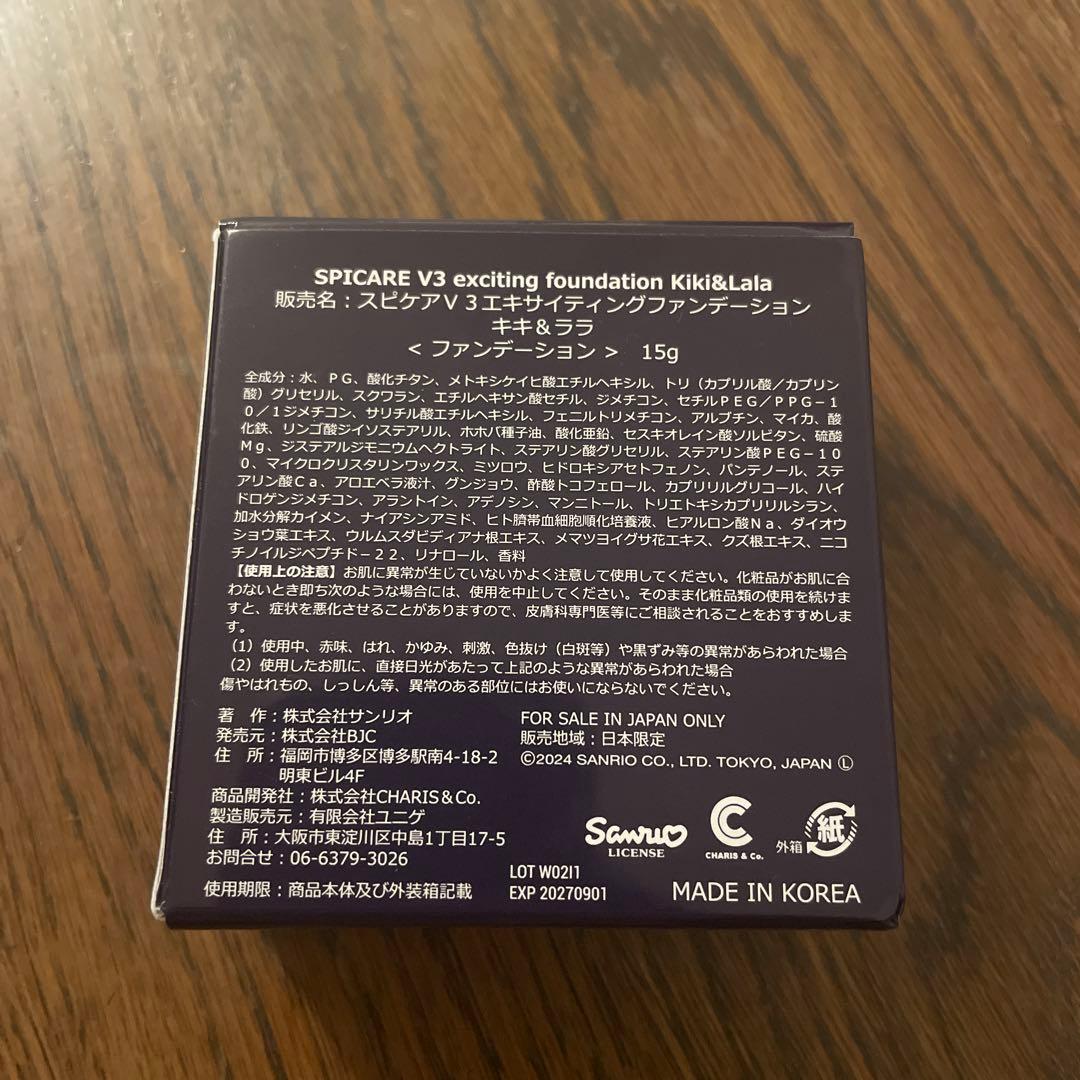 SPICARE V3 exciting foundation Kiki&Lala
販売名：スピケアＶ３エキサイティングファンデーション
キキ＆ララ
＜ ファンデーション ＞　15g
全成分：水、ＰＧ、酸化チタン、メトキシケイヒ酸エチルヘキシル、トリ（カプリル酸／カプリン
酸）グリセリル、スクワラン、エチルヘキサン酸セチル、ジメチコン、セチルＰＥＧ／ＰＰＧ－１
０／１ジメチコン、サリチル酸エチルヘキシル、フェニルトリメチコン、アルブチン、マイカ、酸
化鉄、リンゴ酸ジイソステアリル、ホホバ種子油、酸化亜鉛、セスキオレイン酸ソルビタン、硫酸
Ｍｇ、ジステアルジモニウムヘクトライト、ステアリン酸グリセリル、ステアリン酸ＰＥＧ－１０
０、マイクロクリスタリンワックス、ミツロウ、ヒドロキシアセトフェノン、パンテノール、ステ
アリン酸Ｃａ、アロエベラ液汁、グンジョウ、酢酸トコフェロール、カプリリルグリコール、ハイ
ドロゲンジメチコン、アラントイン、アデノシン、マンニトール、トリエトキシカプリリルシラン、
加水分解カイメン、ナイアシンアミド、ヒト臍帯血細胞順化培養液、ヒアルロン酸Ｎａ、ダイオウ
ショウ葉エキス、ウルムスダビディアナ根エキス、メマツヨイグサ花エキス、クズ根エキス、ニコ
チノイルジペプチド－２２、リナロール、香料
【使用上の注意】お肌に異常が生じていないかよく注意して使用してください。化粧品がお肌に合
わないとき即ち次のような場合には、使用を中止してください。そのまま化粧品類の使用を続けま
すと、症状を悪化させることがありますので、皮膚科専門医等にご相談されることをおすすめしま
す。
（1）使用中、赤味、はれ、かゆみ、刺激、色抜け（白斑等）や黒ずみ等の異常があらわれた場合
（2）使用したお肌に、直接日光があたって上記のような異常があらわれた場合
傷やはれもの、しっしん等、異常のある部位にはお使いにならないでください。
著　作：株式会社サンリオ
発売元：株式会社BJC
住　所：福岡市博多区博多駅南4-18-2
明東ビル4F
商品開発社：株式会社CHARIS＆Co.
製造販売元：有限会社ユニゲ
住　所：大阪市東淀川区中島1丁目17-5
お問合せ：06-6379-3026
使用期限：商品本体及び外装箱記載
FOR SALE IN JAPAN ONLY
販売地域：日本限定
©2024 SANRIO CO., LTD. TOKYO, JAPAN Ⓛ
Sanrio
LICENSE
CHARIS & Co.
外箱
紙
LOT W02I1
EXP 20270901
MADE IN KOREA